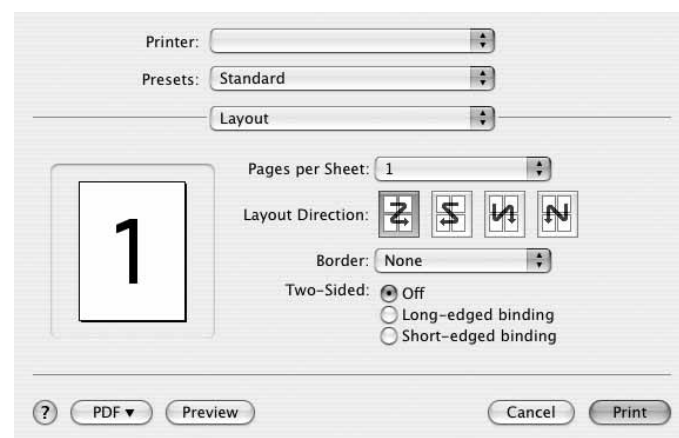 Printer:
Presets: Standard
Layout
Pages per Sheet: 1
1
Layout Direction:
Border: None
Two-Sided: Off
Long-edged binding
Short-edged binding
? PDF▼ Preview Cancel Print